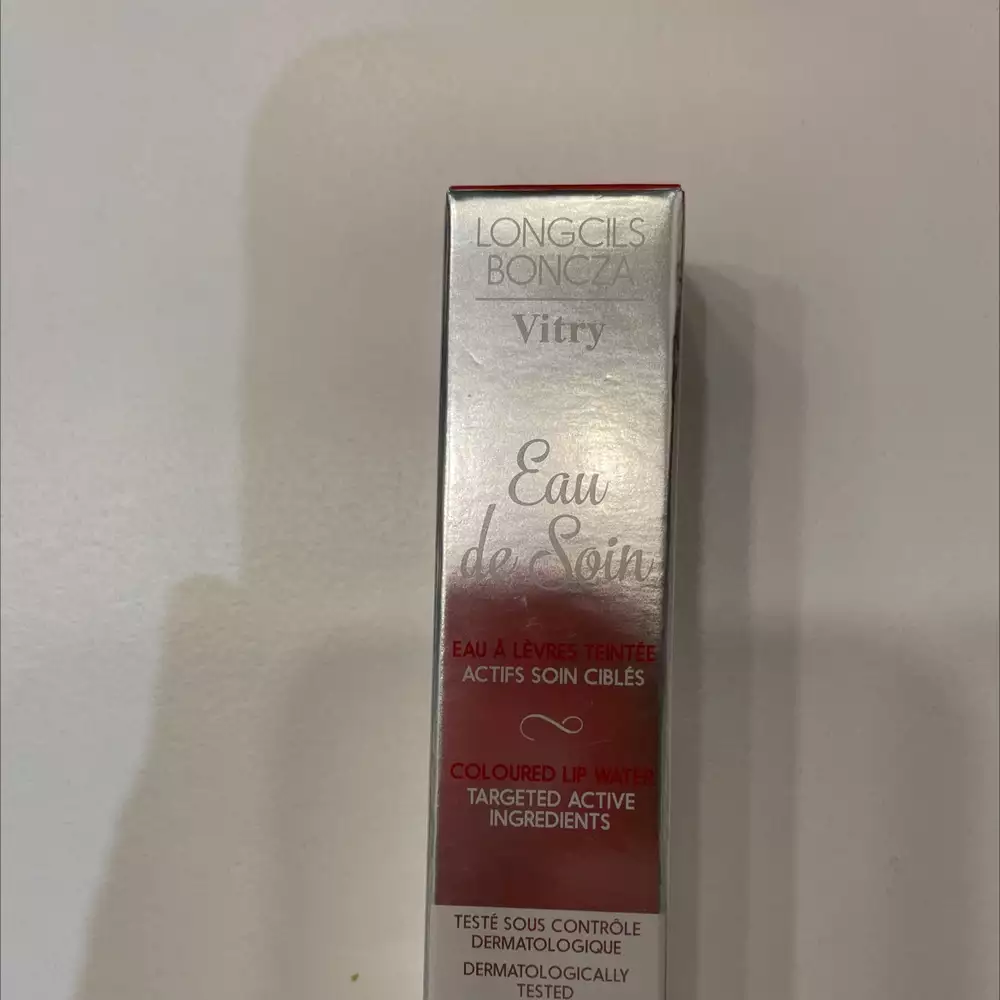 LONGCILS
BONCZA
Vitry
Eau
de Soin
EAU À LÈVRES TEINTÉE
ACTIFS SOIN CIBLÉS
COLOURED LIP WATER
TARGETED ACTIVE
INGREDIENTS
TESTÉ SOUS CONTRÔLE
DERMATOLOGIQUE
DERMATOLOGICALLY
TESTED